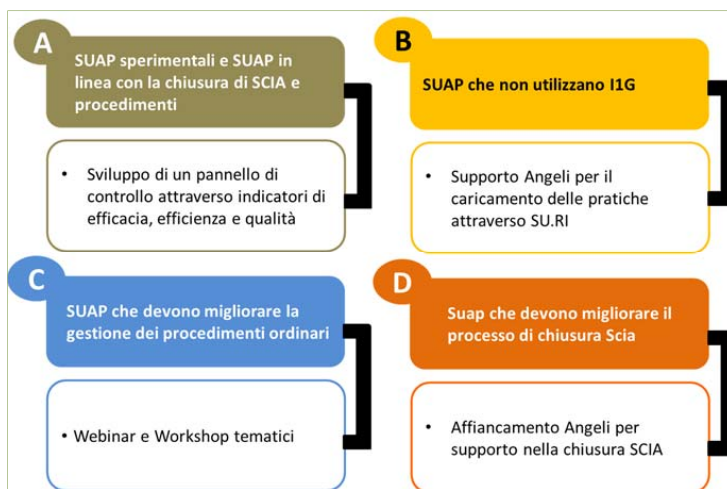 A
SUAP sperimentali e SUAP in
linea con la chiusura di SCIA e
procedimenti
• Sviluppo di un pannello di
controllo attraverso indicatori di
efficacia, efficienza e qualità
B
SUAP che non utilizzano I1G
• Supporto Angeli per il
caricamento delle pratiche
attraverso SU.RI
C
SUAP che devono migliorare la
gestione dei procedimenti ordinari
• Webinar e Workshop tematici
D
Suap che devono migliorare il
processo di chiusura Scia
• Affiancamento Angeli per
supporto nella chiusura SCIA